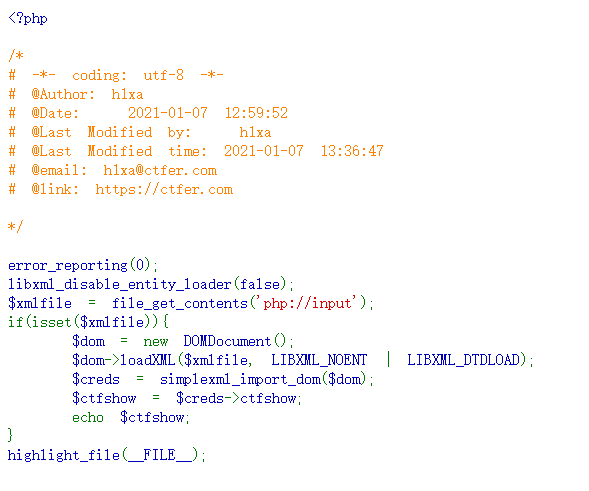 <?php
/*
# -*- coding: utf-8 -*-
# @Author: h1xa
# @Date:   2021-01-07 12:59:52
# @Last Modified by:   h1xa
# @Last Modified time: 2021-01-07 13:36:47
# @email: h1xa@ctfer.com
# @link: https://ctfer.com
*/
error_reporting(0);
libxml_disable_entity_loader(false);
$xmlfile = file_get_contents('php://input');
if(isset($xmlfile)){
    $dom = new DOMDocument();
    $dom->loadXML($xmlfile, LIBXML_NOENT | LIBXML_DTDLOAD);
    $creds = simplexml_import_dom($dom);
    $ctfshow = $creds->ctfshow;
    echo $ctfshow;
}
highlight_file(__FILE__);